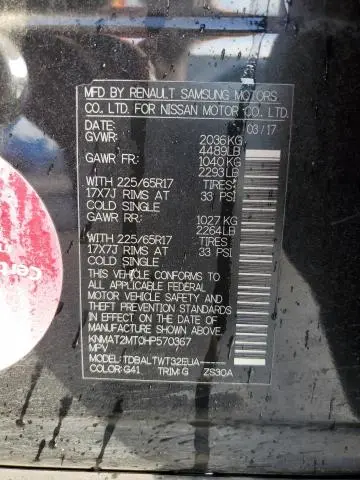 MFD BY RENAULT SAMSUNG MOTORS
CO. LTD. FOR NISSAN MOTOR CO. LTD.
DATE: 03/17
GVWR: 2036KG
4489LB
GAWR FR: 1040KG
2293LB
WITH 225/65R17 TIRES
17X7J RIMS AT 33 PSI
COLD SINGLE
GAWR RR: 1027KG
2264LB
WITH 225/65R17 TIRES
17X7J RIMS AT 33 PSI
COLD SINGLE
THIS VEHICLE CONFORMS TO
ALL APPLICABLE FEDERAL
MOTOR VEHICLE SAFETY AND
THEFT PREVENTION STANDARDS
IN EFFECT ON THE DATE OF
MANUFACTURE SHOWN ABOVE.
KNMAT2MT0HP570367
MPV
MODEL: TDBALTWT32EUA-----
COLOR: G41 TRIM: G ZS30A